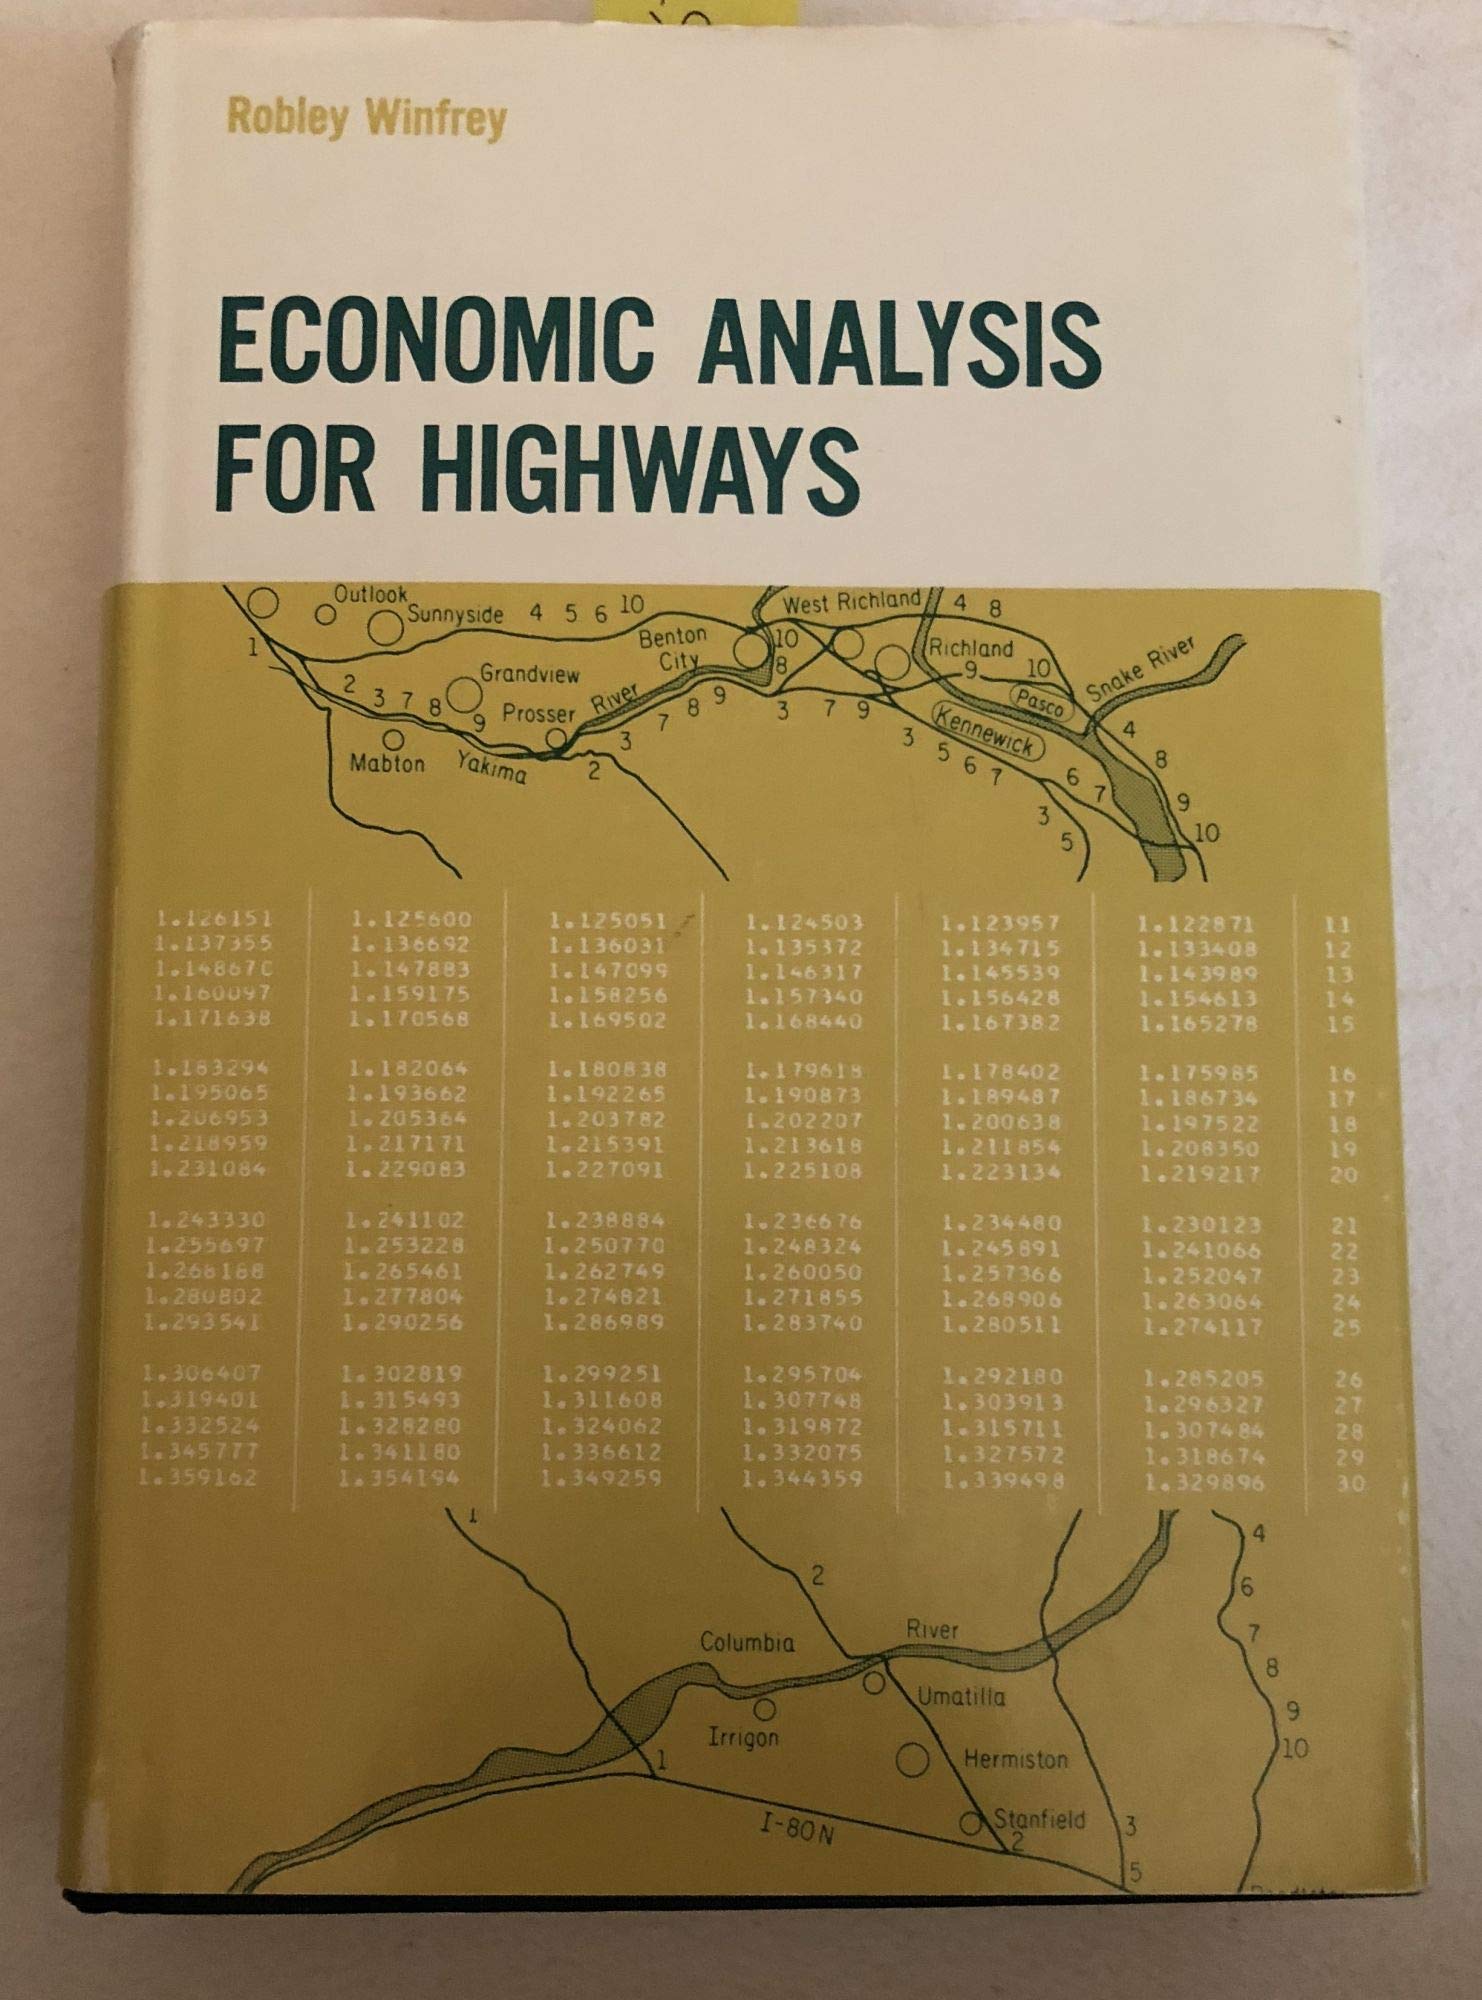 Robley Winfrey
ECONOMIC ANALYSIS
FOR HIGHWAYS
Outlook
Sunnyside 4 5 6 10
West Richland 4 8
Benton
City
10
8
Richland
9 10
Snake River
1
Grandview
2 3 7 8
9
Prosser
River
7 8 9
3
2
3 7 9
Pasco
Kennewick
Mabton
Yakima
3 5 6 7
6 7
4
8
9
10
3
5
1.126151 1.125600 1.125051 1.124503 1.123957 1.122871 11
1.137355 1.136692 1.136031 1.135372 1.134715 1.133408 12
1.148670 1.147883 1.147099 1.146317 1.145539 1.143989 13
1.160097 1.159175 1.158256 1.157340 1.156428 1.154613 14
1.171638 1.170568 1.169502 1.168440 1.167382 1.165278 15
1.183294 1.182064 1.180838 1.179618 1.178402 1.175985 16
1.195065 1.193662 1.192265 1.190873 1.189487 1.186734 17
1.206953 1.205364 1.203782 1.202207 1.200638 1.197522 18
1.218959 1.217171 1.215391 1.213618 1.211854 1.208350 19
1.231084 1.229083 1.227091 1.225108 1.223134 1.219217 20
1.243330 1.241102 1.238884 1.236676 1.234480 1.230123 21
1.255697 1.253228 1.250770 1.248324 1.245891 1.241066 22
1.268188 1.265461 1.262749 1.260050 1.257366 1.252047 23
1.280802 1.277804 1.274821 1.271855 1.268906 1.263064 24
1.293541 1.290256 1.286989 1.283740 1.280511 1.274117 25
1.306407 1.302819 1.299251 1.295704 1.292180 1.285205 26
1.319401 1.315493 1.311608 1.307748 1.303913 1.296327 27
1.332524 1.328280 1.324062 1.319872 1.315711 1.307484 28
1.345777 1.341180 1.336612 1.332075 1.327572 1.318674 29
1.359162 1.354194 1.349259 1.344359 1.339498 1.329896 30
1
2
4
6
7
8
9
10
Columbia
River
Umatilla
Irrigon
1
Hermiston
Stanfield
I-80N
2
3
5